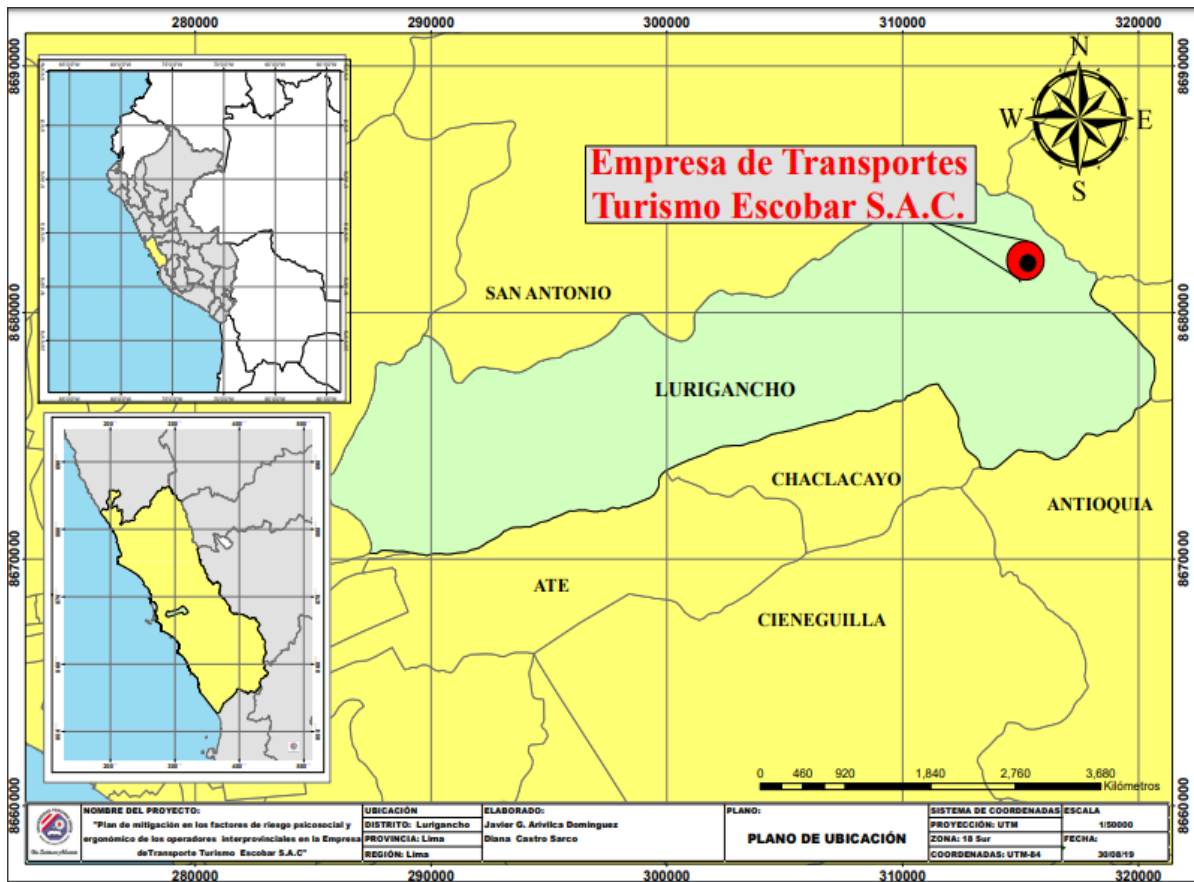 280000
290000
300000
310000
320000
8690000
8690000
N
W
E
S
Empresa de Transportes
Turismo Escobar S.A.C.
SAN ANTONIO
8680000
8680000
LURIGANCHO
CHACLACAYO
ANTIOQUIA
8670000
8670000
ATE
CIENEGUILLA
0
460
920
1,840
2,760
3,680
Kilómetros
8660000
8660000
NOMBRE DEL PROYECTO:
"Plan de mitigación en los factores de riesgo psicosocial y
ergonómico de los operadores interprovinciales en la Empresa
deTransporte Turismo Escobar S.A.C"
UBICACIÓN
DISTRITO: Lurigancho
PROVINCIA: Lima
REGIÓN: Lima
ELABORADO:
Javier G. Arivilca Dominguez
Diana Castro Sarco
PLANO:
PLANO DE UBICACIÓN
SISTEMA DE COORDENADAS
PROYECCIÓN: UTM
ZONA: 18 Sur
COORDENADAS: UTM-84
ESCALA
1/50000
FECHA:
30/08/19
280000
290000
300000
310000
320000